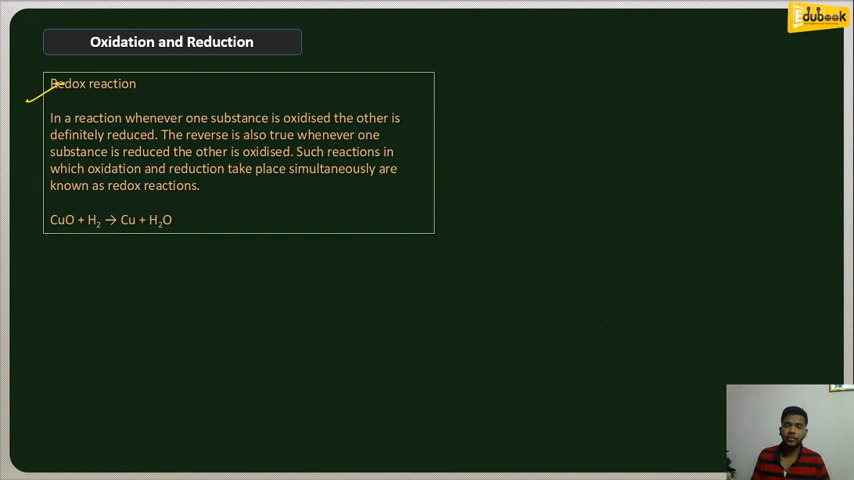 Edubook
Oxidation and Reduction
Redox reaction
In a reaction whenever one substance is oxidised the other is
definitely reduced. The reverse is also true whenever one
substance is reduced the other is oxidised. Such reactions in
which oxidation and reduction take place simultaneously are
known as redox reactions.
CuO + H₂ → Cu + H₂O